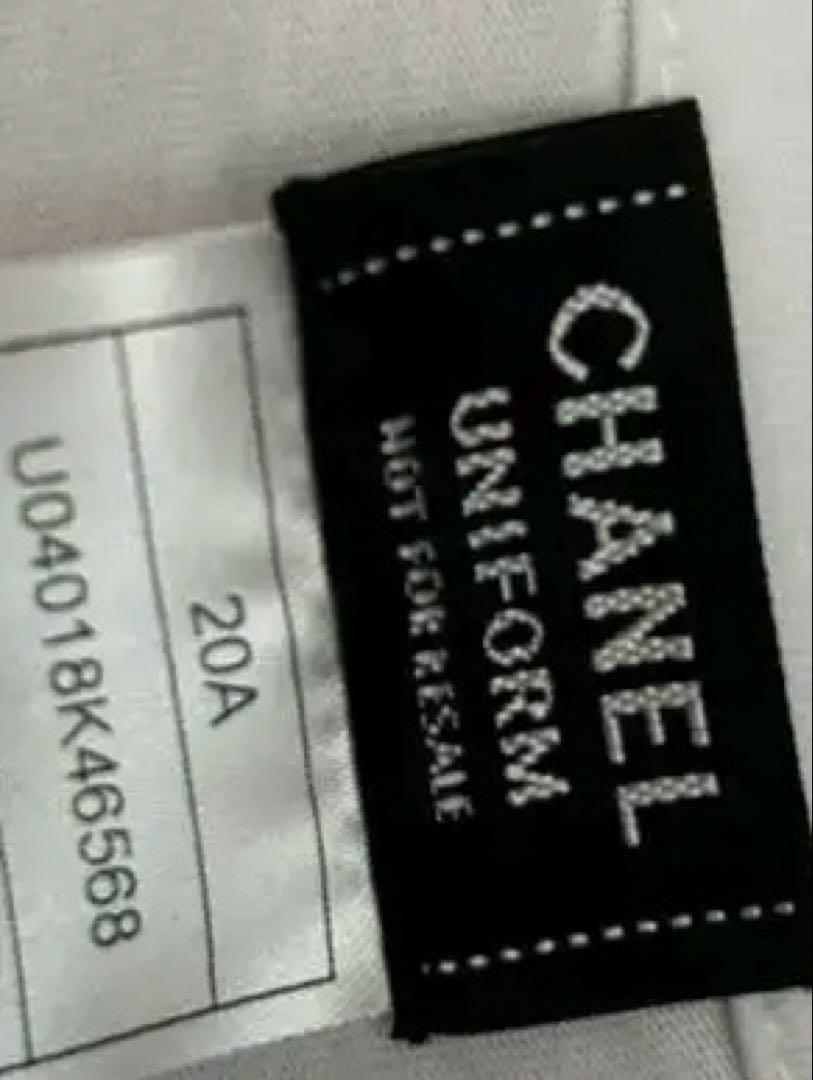 CHANEL
UNIFORM
NOT FOR RESALE
20A
U04018K46568